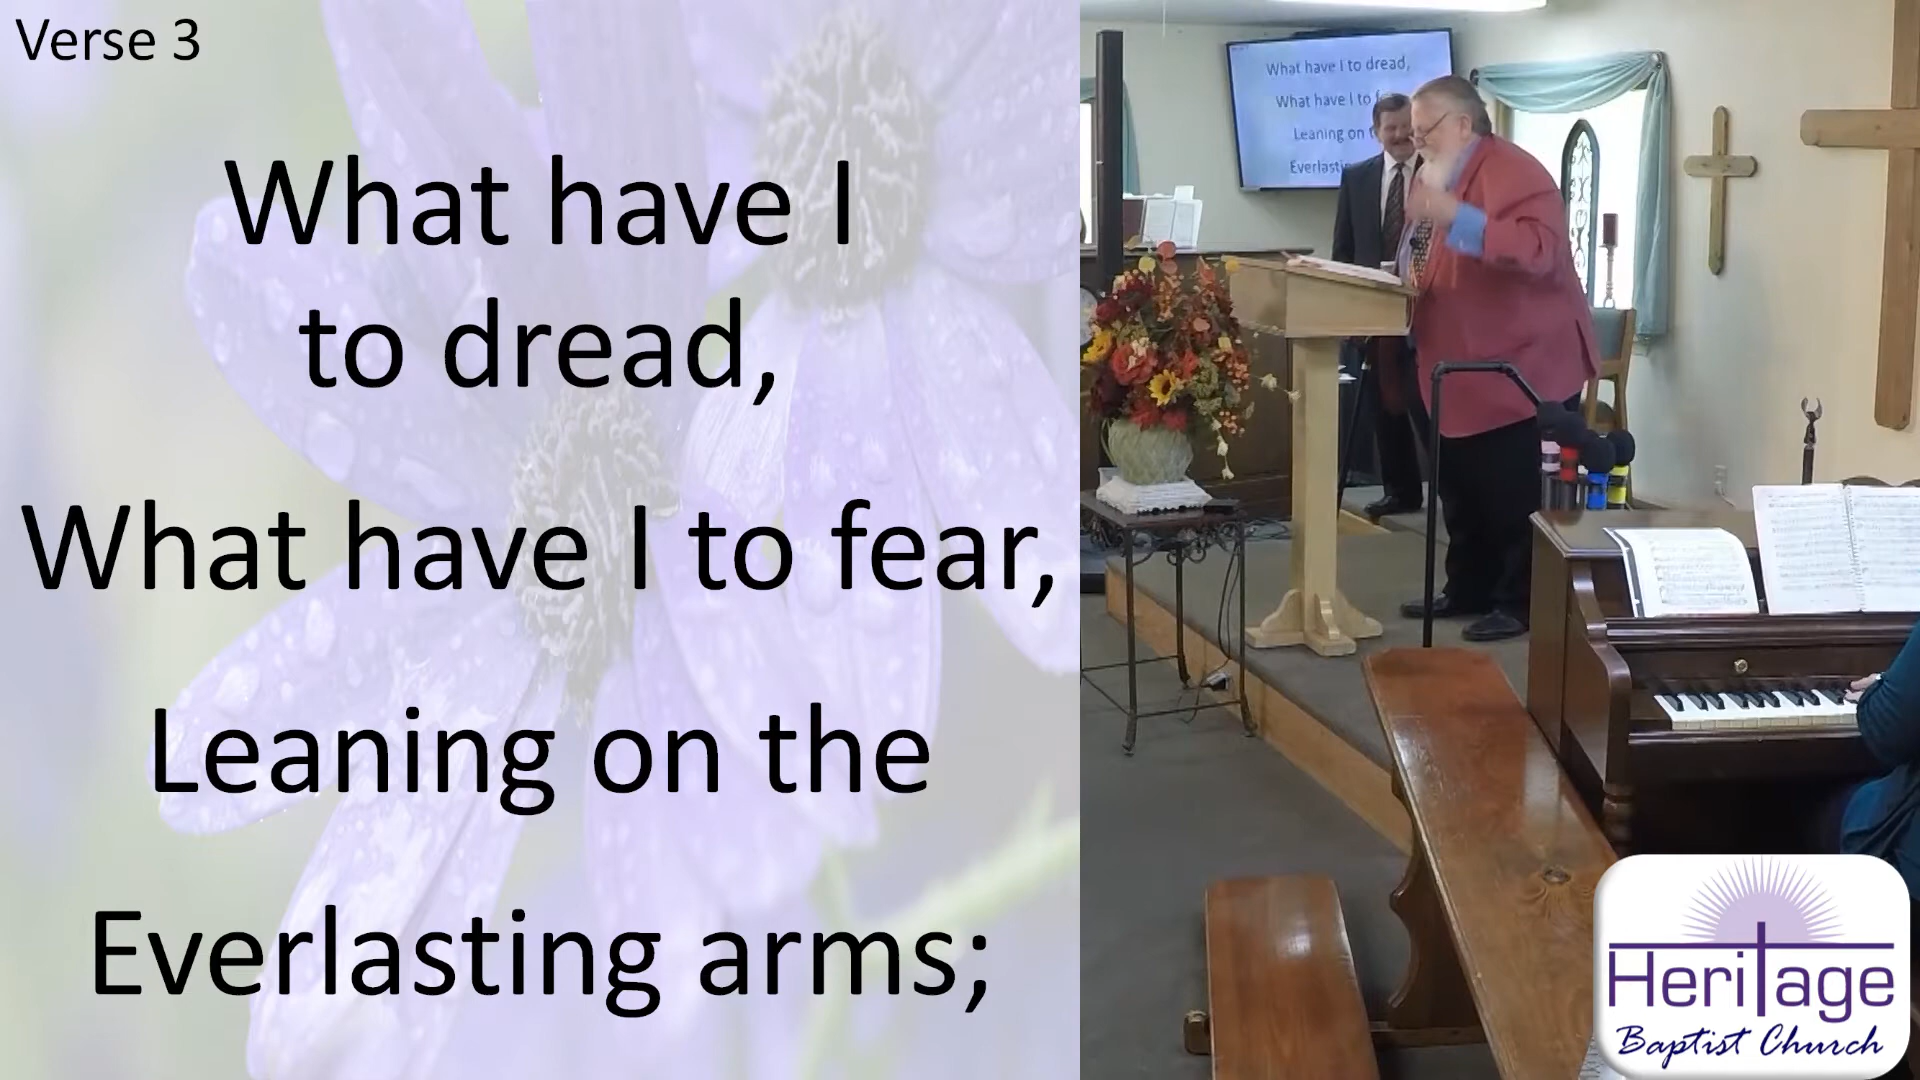 Verse 3
What have I
to dread,
What have I to fear,
Leaning on the
Everlasting arms;
What have I to dread,
What have I to
Leaning on
Heritage
Baptist Church